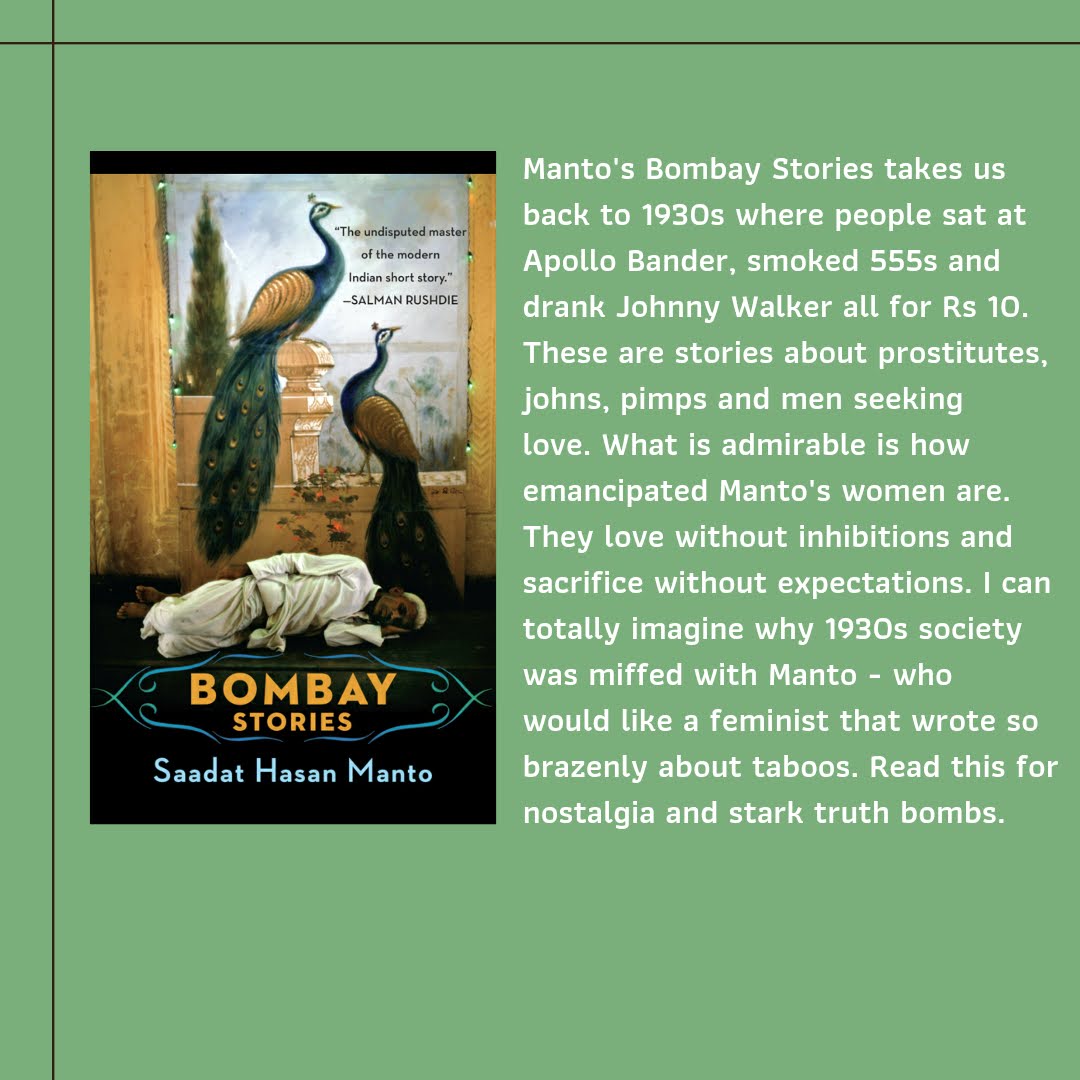 “The undisputed master
of the modern
Indian short story.”
—SALMAN RUSHDIE
BOMBAY
STORIES
Saadat Hasan Manto
Manto's Bombay Stories takes us
back to 1930s where people sat at
Apollo Bander, smoked 555s and
drank Johnny Walker all for Rs 10.
These are stories about prostitutes,
johns, pimps and men seeking
love. What is admirable is how
emancipated Manto's women are.
They love without inhibitions and
sacrifice without expectations. I can
totally imagine why 1930s society
was miffed with Manto - who
would like a feminist that wrote so
brazenly about taboos. Read this for
nostalgia and stark truth bombs.